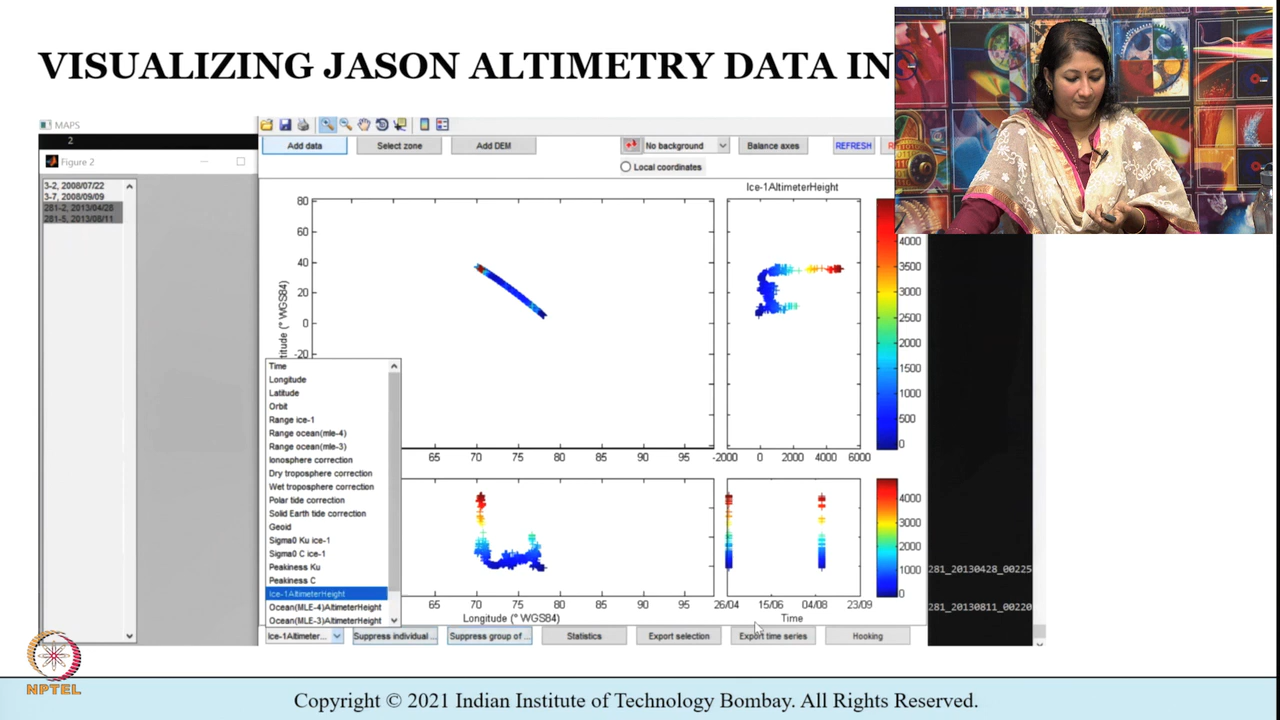 VISUALIZING JASON ALTIMETRY DATA IN
MAPS
2
Figure 2
3-2, 2008/07/22
3-7, 2008/09/09
281-2, 2013/04/28
281-5, 2013/08/11
Add data
Select zone
Add DEM
No background
Balance axes
REFRESH
Local coordinates
Ice-1AltimeterHeight
80
60
40
20
0
-20
titude (° WGS84)
65 70 75 80 85 90 95
-2000 0 2000 4000 6000
4000
3500
3000
2500
2000
1500
1000
500
0
Time
Longitude
Latitude
Orbit
Range ice-1
Range ocean(mle-4)
Range ocean(mle-3)
Ionosphere correction
Dry troposphere correction
Wet troposphere correction
Polar tide correction
Solid Earth tide correction
Geoid
Sigma0 Ku ice-1
Sigma0 C ice-1
Peakiness Ku
Peakiness C
Ice-1AltimeterHeight
Ocean(MLE-4)AltimeterHeight
Ocean(MLE-3)AltimeterHeight
4000
3000
2000
1000
0
65 70 75 80 85 90 95
26/04 15/06 04/08 23/09
Longitude (° WGS84)
Time
281_20130428_00225
281_20130811_00220
Ice-1Altimeter...
Suppress individual ...
Suppress group of ...
Statistics
Export selection
Export time series
Hooking
NPTEL
Copyright © 2021 Indian Institute of Technology Bombay. All Rights Reserved.